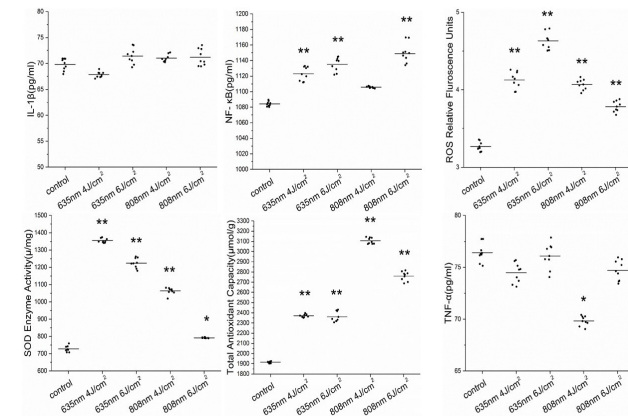 IL-1β(pg/ml)
80
75
70
65
60
55
50
control
635nm 4J/cm²
635nm 6J/cm²
808nm 4J/cm²
808nm 6J/cm²
NF- κB(pg/ml)
1200
1180
1160
1140
1120
1100
1080
1060
1040
1020
1000
**
**
**
control
635nm 4J/cm²
635nm 6J/cm²
808nm 4J/cm²
808nm 6J/cm²
ROS Relative Fluroscence Units
5
4
3
**
**
**
**
control
635nm 4J/cm²
635nm 6J/cm²
808nm 4J/cm²
808nm 6J/cm²
SOD Enzyme Activity(μ/mg)
1500
1400
1300
1200
1100
1000
900
800
700
600
**
**
**
*
control
635nm 4J/cm²
635nm 6J/cm²
808nm 4J/cm²
808nm 6J/cm²
Total Antioxidant Capacity(μmol/g)
3300
3200
3100
3000
2900
2800
2700
2600
2500
2400
2300
2200
2100
2000
1900
1800
**
**
**
**
control
635nm 4J/cm²
635nm 6J/cm²
808nm 4J/cm²
808nm 6J/cm²
TNF-α(pg/ml)
80
75
70
65
*
control
635nm 4J/cm²
635nm 6J/cm²
808nm 4J/cm²
808nm 6J/cm²